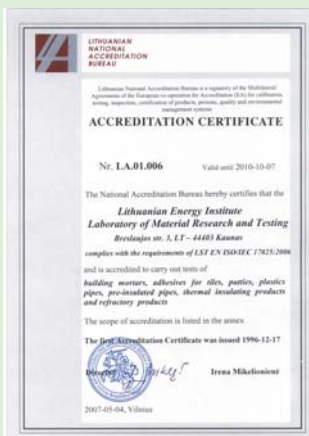 LITHUANIAN
NATIONAL
ACCREDITATION
BUREAU
Lithuanian National Accreditation Bureau is a signatory of the Multilateral
Agreements of the European co-operation for Accreditation (EA) for calibration,
testing, inspection, certification of products, persons, quality and environmental
management systems
ACCREDITATION CERTIFICATE
Nr. LA.01.006 Valid until 2010-10-07
The National Accreditation Bureau hereby certifies that the
Lithuanian Energy Institute
Laboratory of Material Research and Testing
Breslaujos str. 3, LT – 44403 Kaunas
complies with the requirements of LST EN ISO/IEC 17025:2006
and is accredited to carry out tests of
building mortars, adhesives for tiles, putties, plastics
pipes, pre-insulated pipes, thermal insulating products
and refractory products
The scope of accreditation is listed in the annex
The first Accreditation Certificate was issued 1996-12-17
Director Irena Mikelionienė
2007-05-04, Vilnius